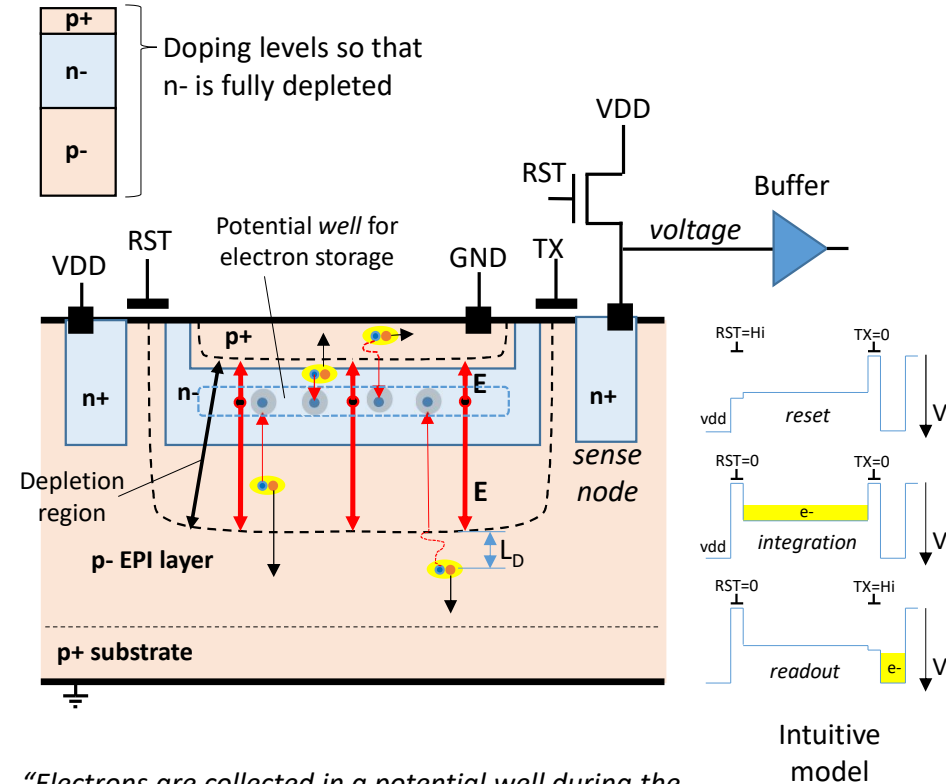 p+
n-
p-
Doping levels so that
n- is fully depleted
VDD
RST
Buffer
voltage
Potential well for
electron storage
RST
VDD
GND
TX
p+
n-
E
n+
n+
sense
node
Depletion
region
E
p- EPI layer
LD
p+ substrate
RST=Hi
TX=0
vdd
reset
V
RST=0
TX=0
e-
vdd
integration
V
RST=0
TX=Hi
readout
e-
V
Intuitive
model
“Electrons are collected in a potential well during the